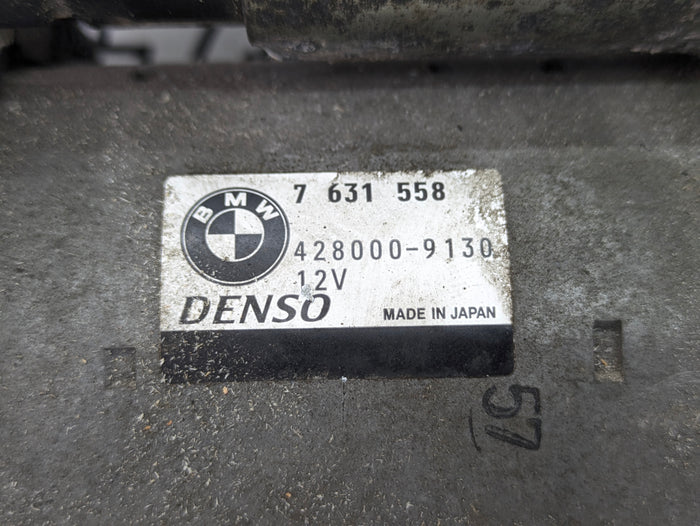 BMW
7 631 558
428000-9130
12V
DENSO
MADE IN JAPAN
57